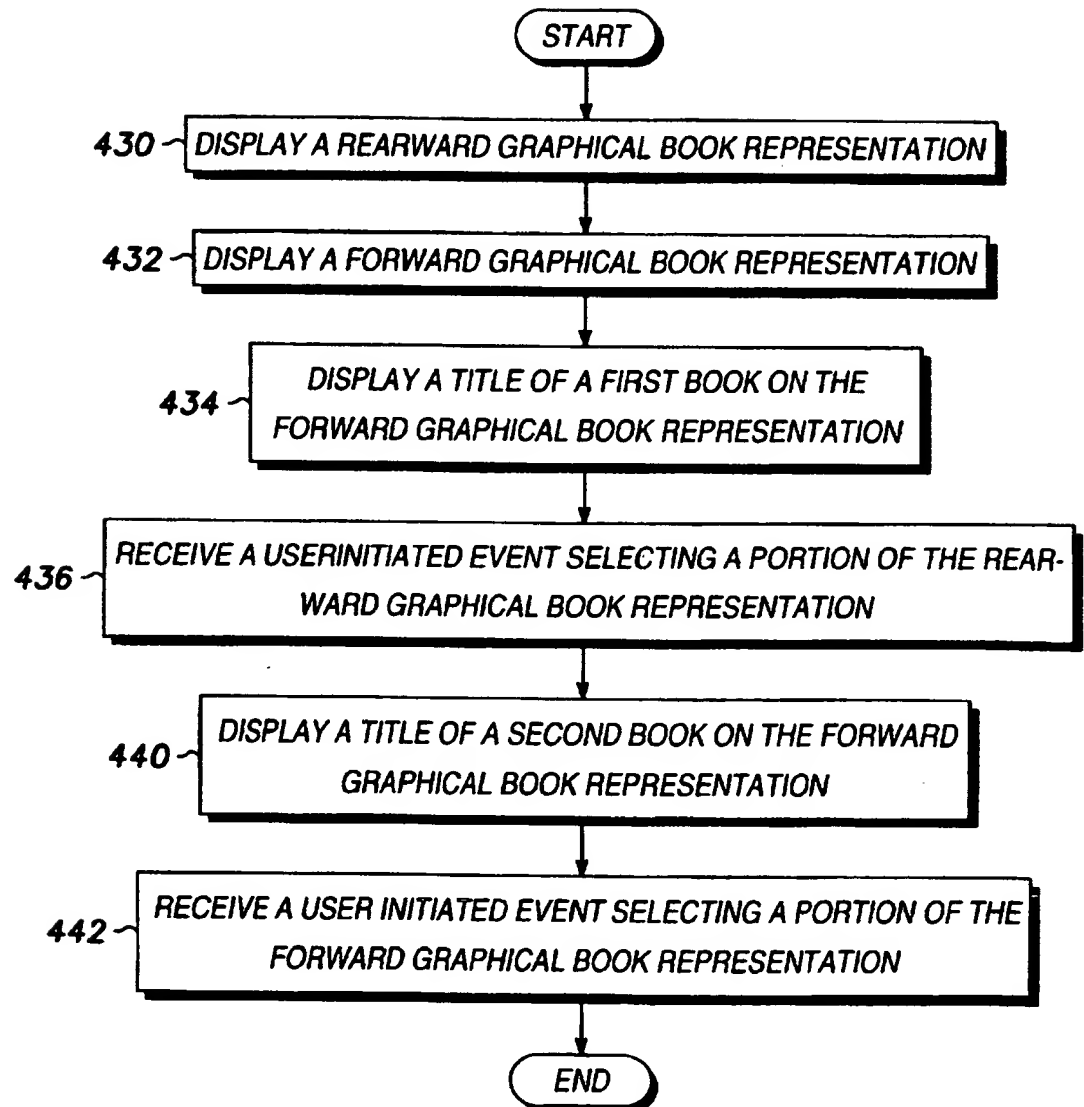 START
430 DISPLAY A REARWARD GRAPHICAL BOOK REPRESENTATION
432 DISPLAY A FORWARD GRAPHICAL BOOK REPRESENTATION
DISPLAY A TITLE OF A FIRST BOOK ON THE
434
FORWARD GRAPHICAL BOOK REPRESENTATION
RECEIVE A USERINITIATED EVENT SELECTING A PORTION OF THE REAR-
436
WARD GRAPHICAL BOOK REPRESENTATION
DISPLAY A TITLE OF A SECOND BOOK ON THE FORWARD
440
GRAPHICAL BOOK REPRESENTATION
RECEIVE A USER INITIATED EVENT SELECTING A PORTION OF THE
442
FORWARD GRAPHICAL BOOK REPRESENTATION
END